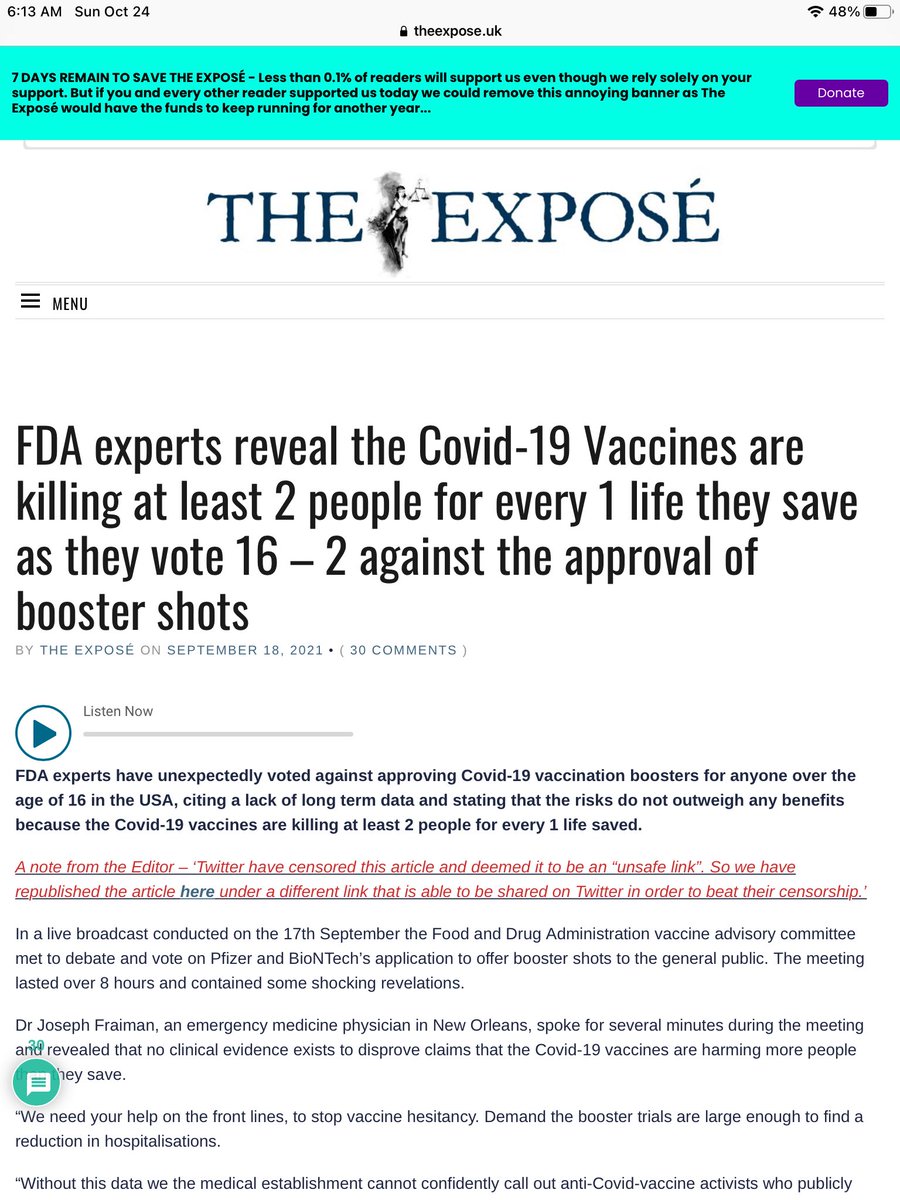 6:13 AM Sun Oct 24
48%
theexpose.uk
7 DAYS REMAIN TO SAVE THE EXPOSÉ - Less than 0.1% of readers will support us even though we rely solely on your
support. But if you and every other reader supported us today we could remove this annoying banner as The
Exposé would have the funds to keep running for another year...
Donate
THE EXPOSÉ
MENU
FDA experts reveal the Covid-19 Vaccines are
killing at least 2 people for every 1 life they save
as they vote 16 – 2 against the approval of
booster shots
BY THE EXPOSÉ ON SEPTEMBER 18, 2021 • ( 30 COMMENTS )
Listen Now
FDA experts have unexpectedly voted against approving Covid-19 vaccination boosters for anyone over the
age of 16 in the USA, citing a lack of long term data and stating that the risks do not outweigh any benefits
because the Covid-19 vaccines are killing at least 2 people for every 1 life saved.
A note from the Editor – ‘Twitter have censored this article and deemed it to be an “unsafe link”. So we have
republished the article here under a different link that is able to be shared on Twitter in order to beat their censorship.’
In a live broadcast conducted on the 17th September the Food and Drug Administration vaccine advisory committee
met to debate and vote on Pfizer and BioNTech’s application to offer booster shots to the general public. The meeting
lasted over 8 hours and contained some shocking revelations.
Dr Joseph Fraiman, an emergency medicine physician in New Orleans, spoke for several minutes during the meeting
and revealed that no clinical evidence exists to disprove claims that the Covid-19 vaccines are harming more people
than they save.
30
“We need your help on the front lines, to stop vaccine hesitancy. Demand the booster trials are large enough to find a
reduction in hospitalisations.
“Without this data we the medical establishment cannot confidently call out anti-Covid-vaccine activists who publicly